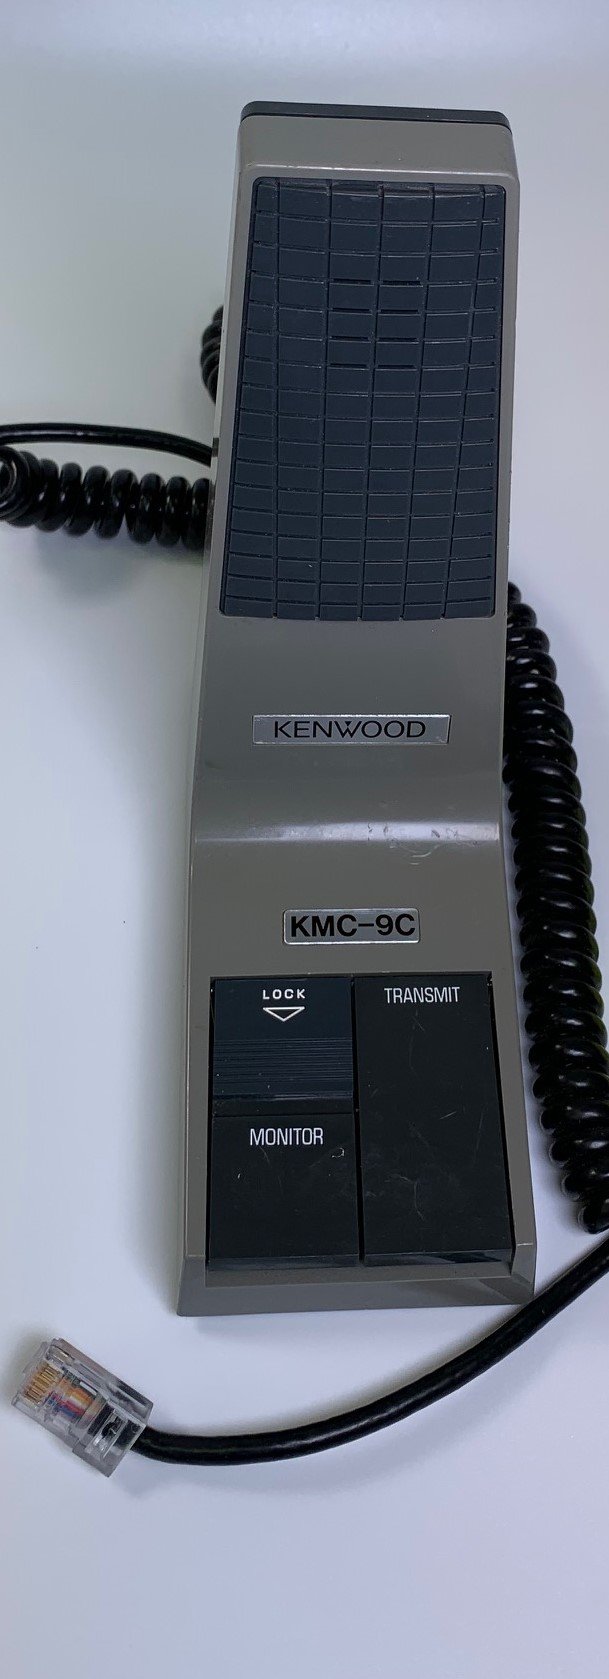 KENWOOD
KMC-9C
LOCK
TRANSMIT
MONITOR